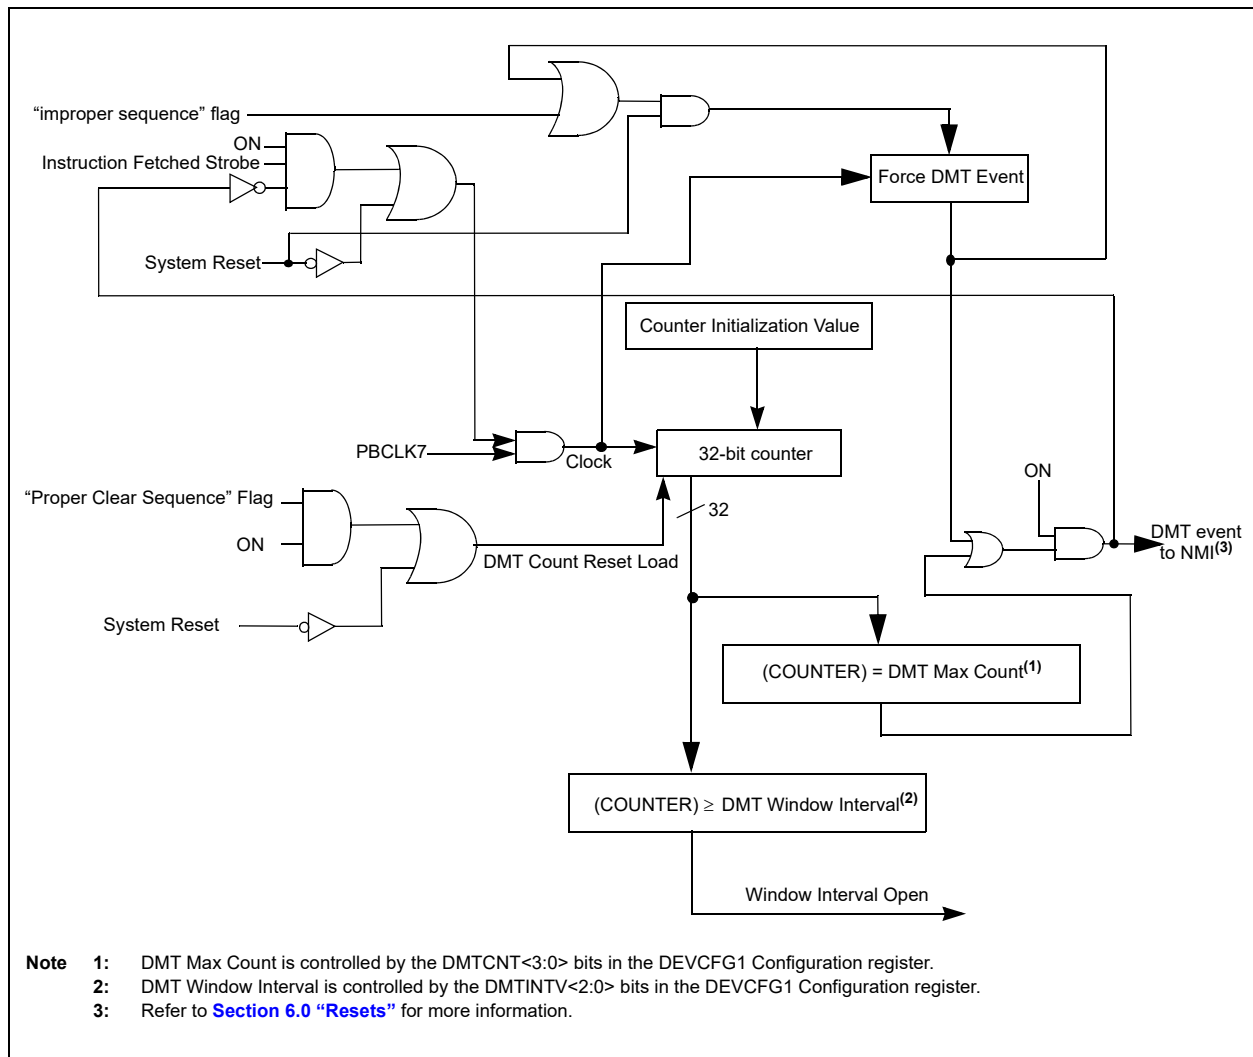 “improper sequence” flag
ON
Instruction Fetched Strobe
Force DMT Event
System Reset
Counter Initialization Value
PBCLK7
Clock
32-bit counter
“Proper Clear Sequence” Flag
32
ON
ON
DMT Count Reset Load
DMT event
to NMI(3)
System Reset
(COUNTER) = DMT Max Count(1)
(COUNTER) ≥ DMT Window Interval(2)
Window Interval Open
Note 1: DMT Max Count is controlled by the DMTCNT<3:0> bits in the DEVCFG1 Configuration register.
2: DMT Window Interval is controlled by the DMTINTV<2:0> bits in the DEVCFG1 Configuration register.
3: Refer to Section 6.0 “Resets” for more information.